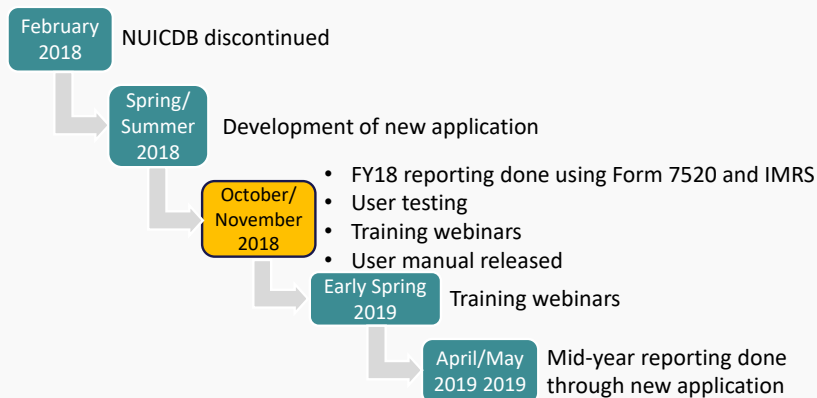 February
2018
NUICDB discontinued
Spring/
Summer
2018
Development of new application
October/
November
2018
• FY18 reporting done using Form 7520 and IMRS
• User testing
• Training webinars
• User manual released
Early Spring
2019
Training webinars
April/May
2019 2019
Mid-year reporting done
through new application